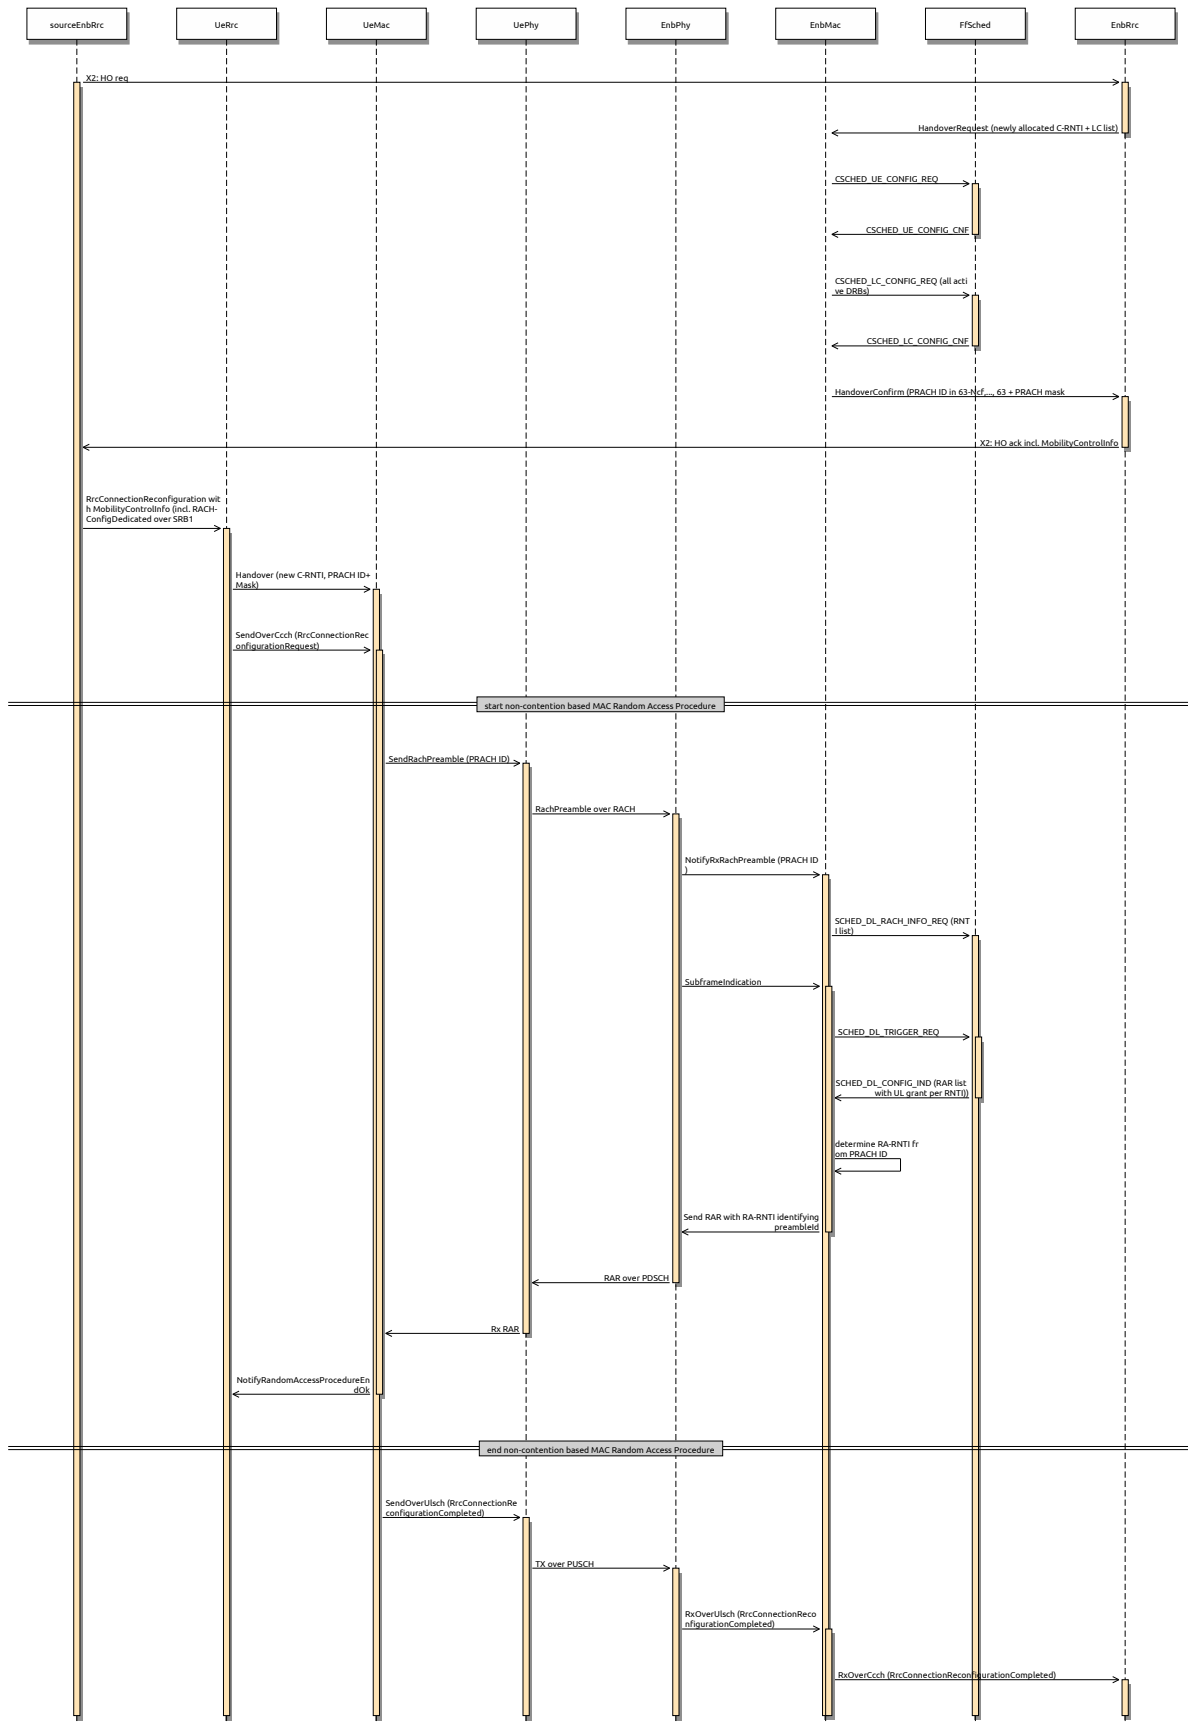 sourceEnbRrc
UeRrc
UeMac
UePhy
EnbPhy
EnbMac
FfSched
EnbRrc
X2: HO req
HandoverRequest (newly allocated C-RNTI + LC list)
CSCHED_UE_CONFIG_REQ
CSCHED_UE_CONFIG_CNF
CSCHED_LC_CONFIG_REQ (all acti
ve DRBs)
CSCHED_LC_CONFIG_CNF
HandoverConfirm (PRACH ID in 63-Ncf,..., 63 + PRACH mask
X2: HO ack incl. MobilityControlInfo
RrcConnectionReconfiguration wit
h MobilityControlInfo (incl. RACH-
ConfigDedicated over SRB1
Handover (new C-RNTI, PRACH ID+
Mask)
SendOverCcch (RrcConnectionRec
onfigurationRequest)
start non-contention based MAC Random Access Procedure
SendRachPreamble (PRACH ID)
RachPreamble over RACH
NotifyRxRachPreamble (PRACH ID
)
SCHED_DL_RACH_INFO_REQ (RNT
I list)
SubframeIndication
SCHED_DL_TRIGGER_REQ
SCHED_DL_CONFIG_IND (RAR list
with UL grant per RNTI))
determine RA-RNTI fr
om PRACH ID
Send RAR with RA-RNTI identifying
preambleId
RAR over PDSCH
Rx RAR
NotifyRandomAccessProcedureEn
dOk
end non-contention based MAC Random Access Procedure
SendOverUlsch (RrcConnectionRe
configurationCompleted)
TX over PUSCH
RxOverUlsch (RrcConnectionReco
nfigurationCompleted)
RxOverCcch (RrcConnectionReconfigurationCompleted)